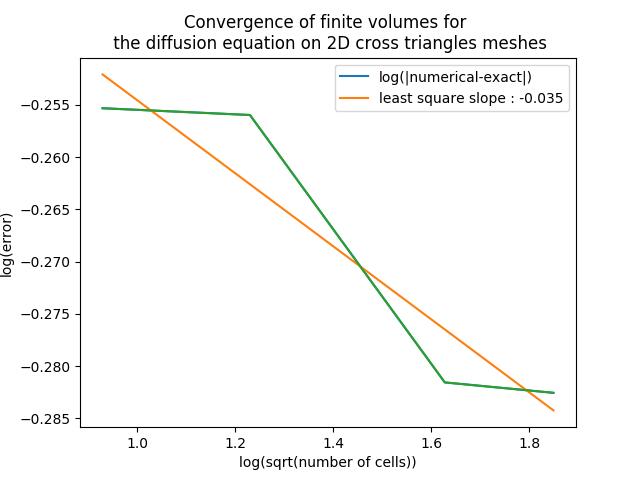 Convergence of finite volumes for
the diffusion equation on 2D cross triangles meshes
log(|numerical-exact|)
least square slope : -0.035
log(error)
−0.255
−0.260
−0.265
−0.270
−0.275
−0.280
−0.285
1.0 1.2 1.4 1.6 1.8
log(sqrt(number of cells))